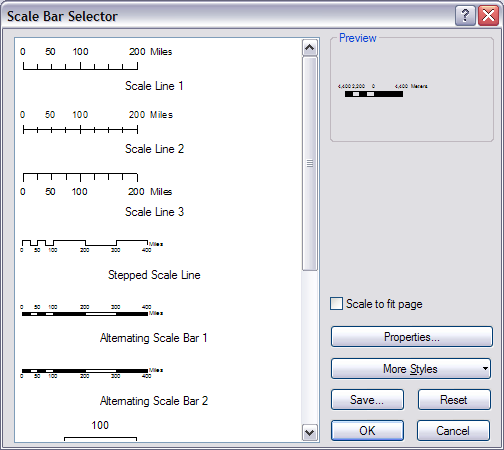 Scale Bar Selector
0 50 100 200 Miles
Scale Line 1
0 50 100 200 Miles
Scale Line 2
0 50 100 200 Miles
Scale Line 3
Miles
0 50 100 200 300 400
Stepped Scale Line
0 50 100 200 300 400
Miles
Alternating Scale Bar 1
0 50 100 200 300 400
Miles
Alternating Scale Bar 2
100
Preview
4,400 2,200 0 4,400 Meters
Scale to fit page
Properties...
More Styles
Save...
Reset
OK
Cancel